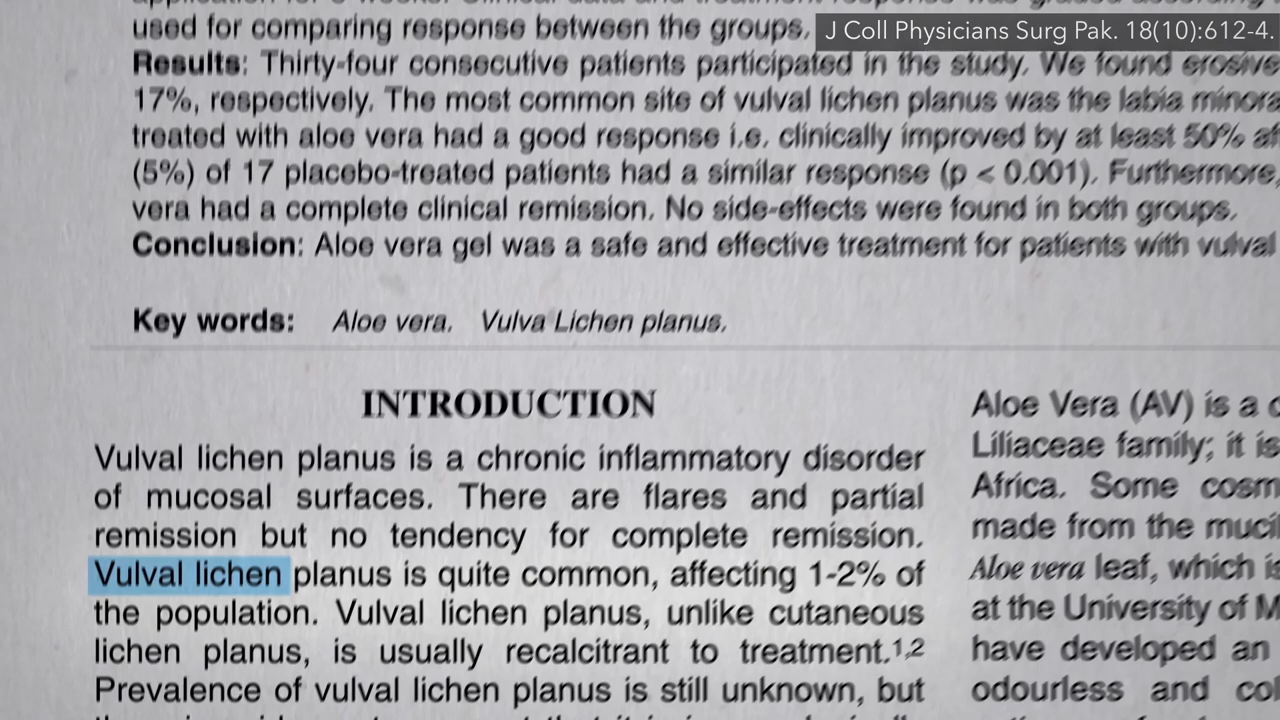 used for comparing response between the groups.
J Coll Physicians Surg Pak. 18(10):612-4.
Results: Thirty-four consecutive patients participated in the study. We found erosive
17%, respectively. The most common site of vulval lichen planus was the labia minora
treated with aloe vera had a good response i.e. clinically improved by at least 50% af
(5%) of 17 placebo-treated patients had a similar response (p < 0.001). Furthermore,
vera had a complete clinical remission. No side-effects were found in both groups.
Conclusion: Aloe vera gel was a safe and effective treatment for patients with vulval
Key words: Aloe vera. Vulva Lichen planus.
INTRODUCTION
Vulval lichen planus is a chronic inflammatory disorder
of mucosal surfaces. There are flares and partial
remission but no tendency for complete remission.
Vulval lichen planus is quite common, affecting 1-2% of
the population. Vulval lichen planus, unlike cutaneous
lichen planus, is usually recalcitrant to treatment.1,2
Prevalence of vulval lichen planus is still unknown, but
Aloe Vera (AV) is a c
Liliaceae family; it is
Africa. Some cosm
made from the muci
Aloe vera leaf, which is
at the University of M
have developed an
odourless and col